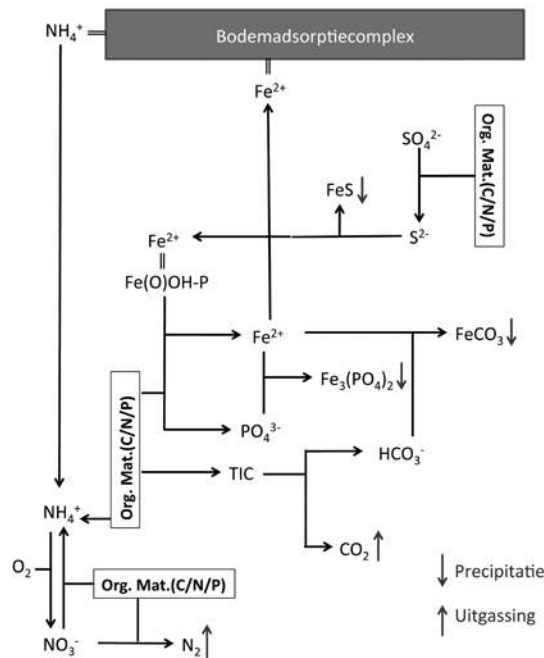 NH₄⁺
Bodemadsorptiecomplex
Fe²⁺
SO₄²⁻
Org. Mat.(C/N/P)
FeS
Fe²⁺
S²⁻
Fe(O)OH-P
Fe²⁺
FeCO₃
Fe₃(PO₄)₂
Org. Mat.(C/N/P)
PO₄³⁻
HCO₃⁻
TIC
NH₄⁺
CO₂
O₂
Org. Mat.(C/N/P)
Precipitatie
NO₃⁻
N₂
Uitgassing